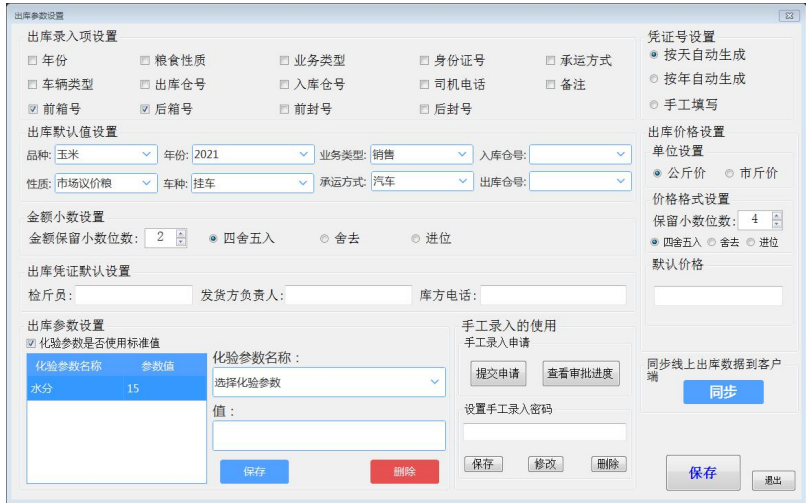 出库参数设置
出库录入项设置
年份 粮食性质 业务类型 身份证号 承运方式
车辆类型 出库仓号 入库仓号 司机电话 备注
前箱号 后箱号 前封号 后封号
出库默认值设置
品种: 玉米 年份: 2021 业务类型: 销售 入库仓号:
性质: 市场议价粮 车种: 挂车 承运方式: 汽车 出库仓号:
金额小数设置
金额保留小数位数: 2 四舍五入 舍去 进位
出库凭证默认设置
检斤员: 发货方负责人: 库方电话:
出库参数设置
化验参数是否使用标准值
化验参数名称 参数值
水分 15
化验参数名称：
选择化验参数
值：
保存 删除
手工录入的使用
手工录入申请
提交申请 查看审批进度
设置手工录入密码
保存 修改 删除
凭证号设置
按天自动生成
按年自动生成
手工填写
出库价格设置
单位设置
公斤价 市斤价
价格格式设置
保留小数位数: 4
四舍五入 舍去 进位
默认价格
同步线上出库数据到客户
端
同步
保存 退出